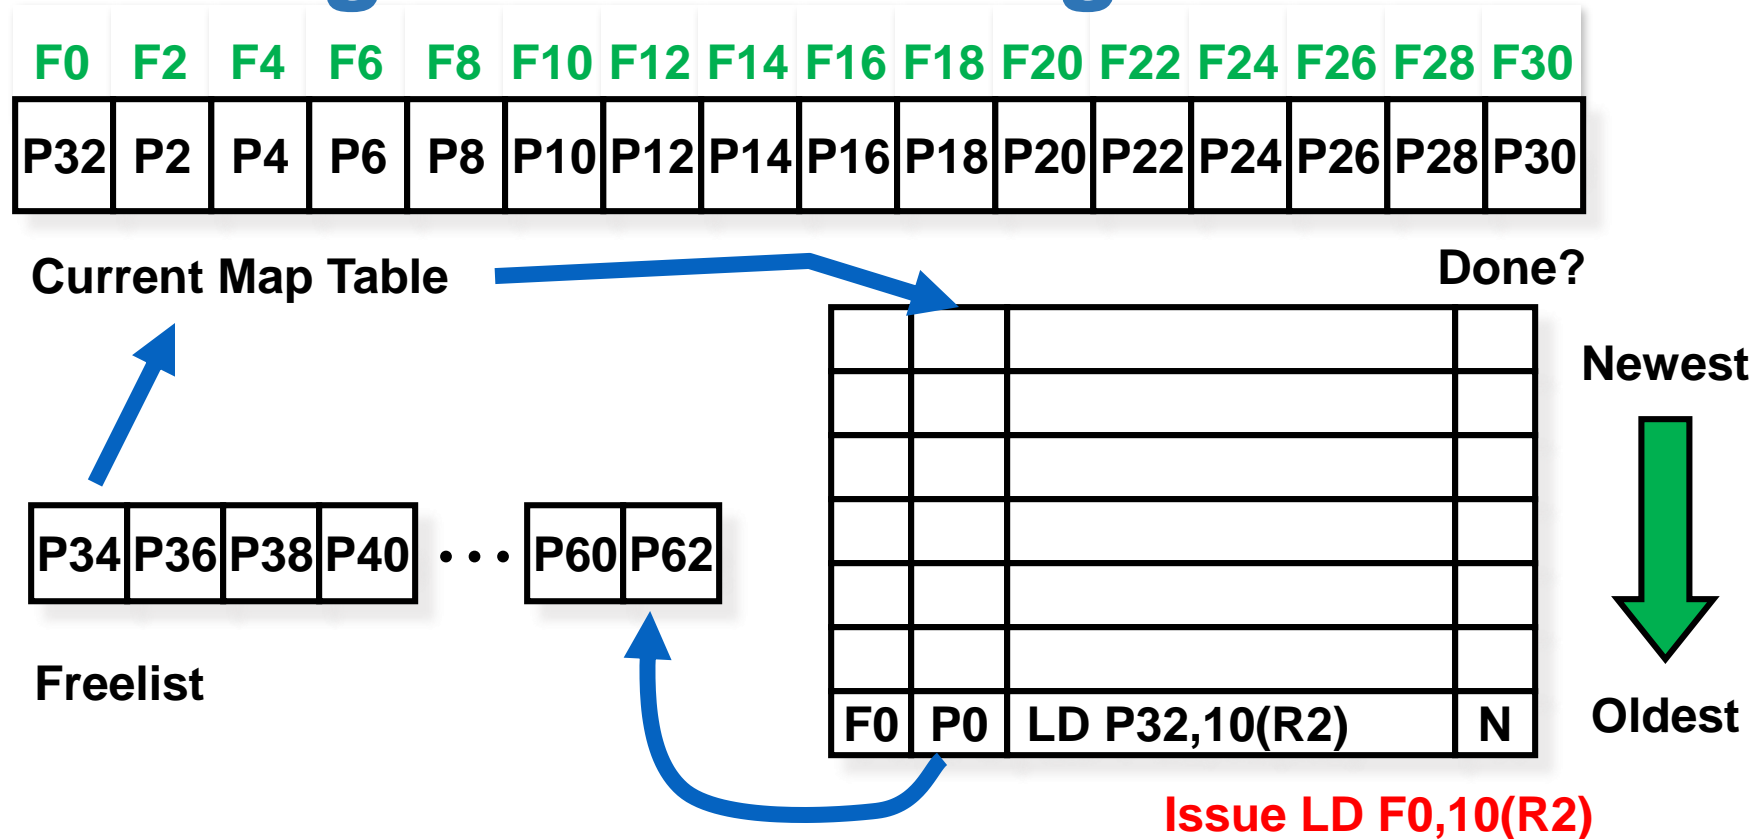 F0 F2 F4 F6 F8 F10 F12 F14 F16 F18 F20 F22 F24 F26 F28 F30
P32 P2 P4 P6 P8 P10 P12 P14 P16 P18 P20 P22 P24 P26 P28 P30
Current Map Table
Done?
Newest
P34 P36 P38 P40 ... P60 P62
Freelist
F0 P0 LD P32,10(R2) N
Oldest
Issue LD F0,10(R2)